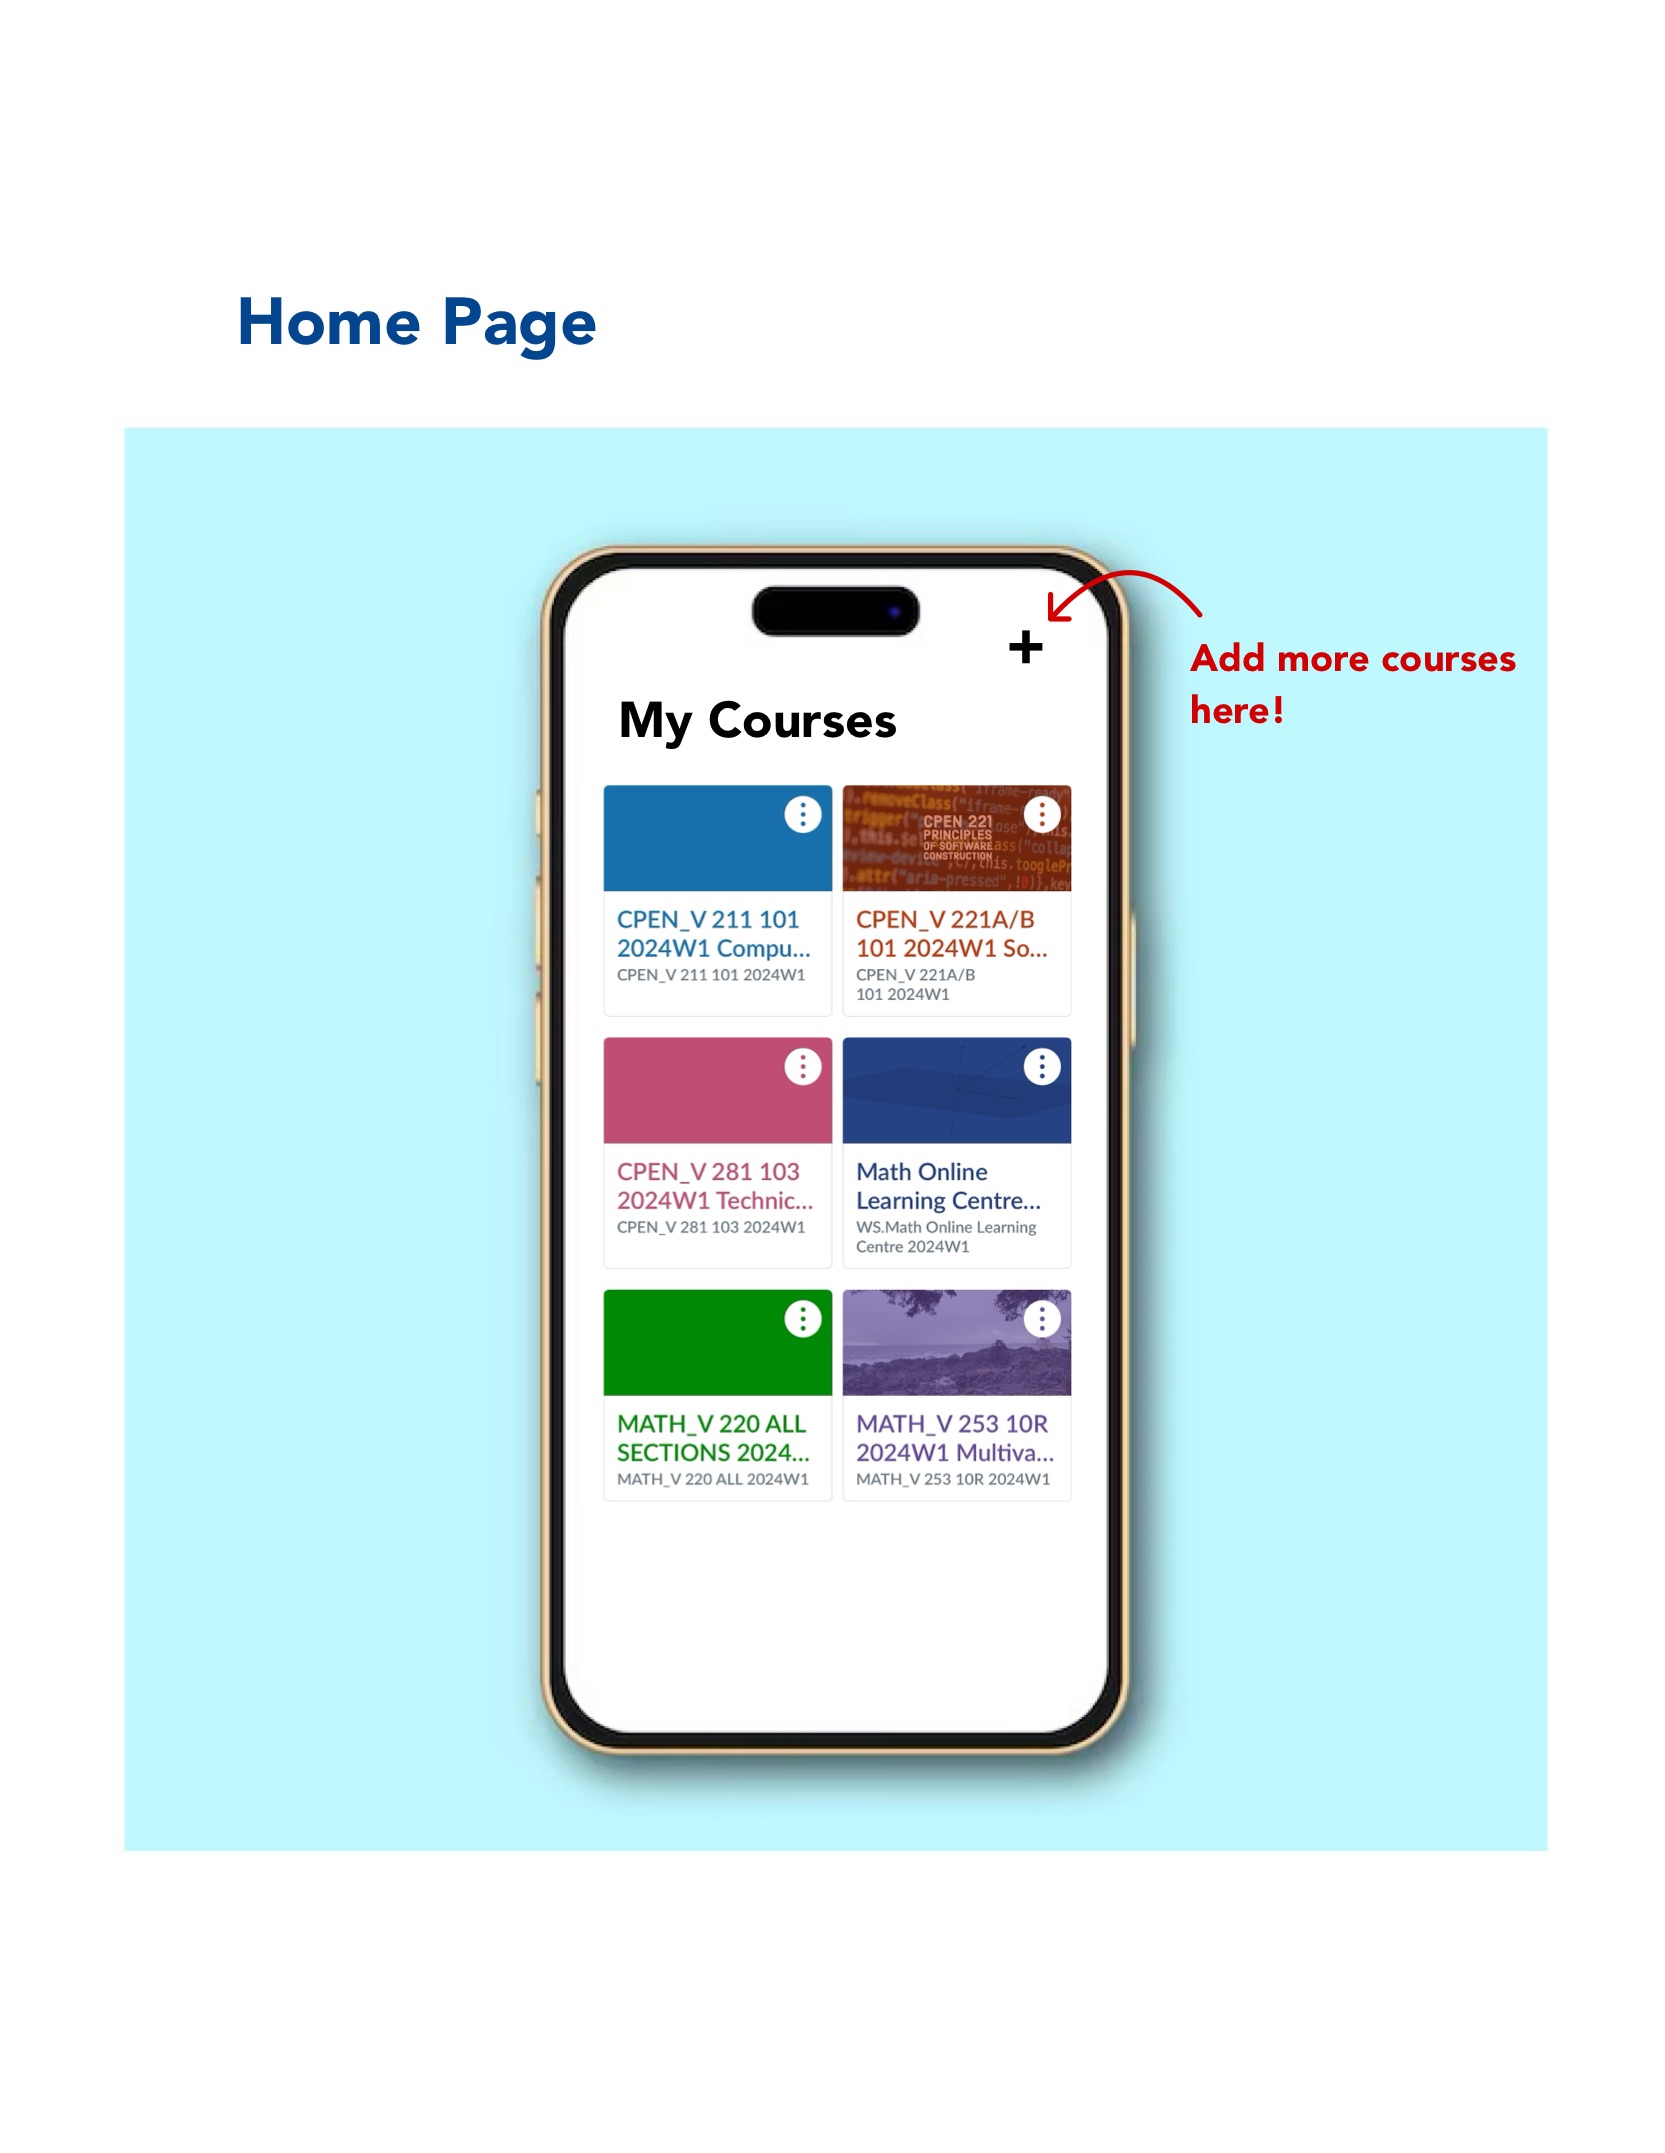 Home Page
Add more courses
here!
+
My Courses
CPEN 221
PRINCIPLES
OF SOFTWARE
CONSTRUCTION
CPEN_V 211 101
2024W1 Compu...
CPEN_V 211 101 2024W1
CPEN_V 221A/B
101 2024W1 So...
CPEN_V 221A/B
101 2024W1
CPEN_V 281 103
2024W1 Technic...
CPEN_V 281 103 2024W1
Math Online
Learning Centre...
WS.Math Online Learning
Centre 2024W1
MATH_V 220 ALL
SECTIONS 2024...
MATH_V 220 ALL 2024W1
MATH_V 253 10R
2024W1 Multiva...
MATH_V 253 10R 2024W1